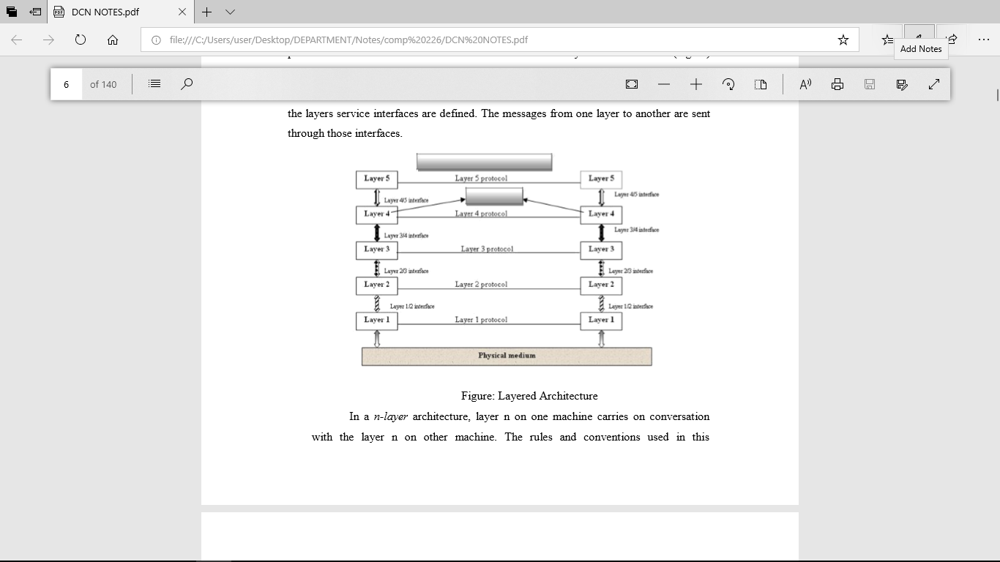 DCN NOTES.pdf
file:///C:/Users/user/Desktop/DEPARTMENT/Notes/comp%20226/DCN%20NOTES.pdf
Add Notes
6 of 140
the layers service interfaces are defined. The messages from one layer to another are sent
through those interfaces.
Layer 5 Layer 5 protocol Layer 5
Layer 4/5 interface Layer 4/5 interface
Layer 4 Layer 4 protocol Layer 4
Layer 3/4 interface Layer 3/4 interface
Layer 3 Layer 3 protocol Layer 3
Layer 2/3 interface Layer 2/3 interface
Layer 2 Layer 2 protocol Layer 2
Layer 1/2 interface Layer 1/2 interface
Layer 1 Layer 1 protocol Layer 1
Physical medium
Figure: Layered Architecture
In a n-layer architecture, layer n on one machine carries on conversation
with the layer n on other machine. The rules and conventions used in this